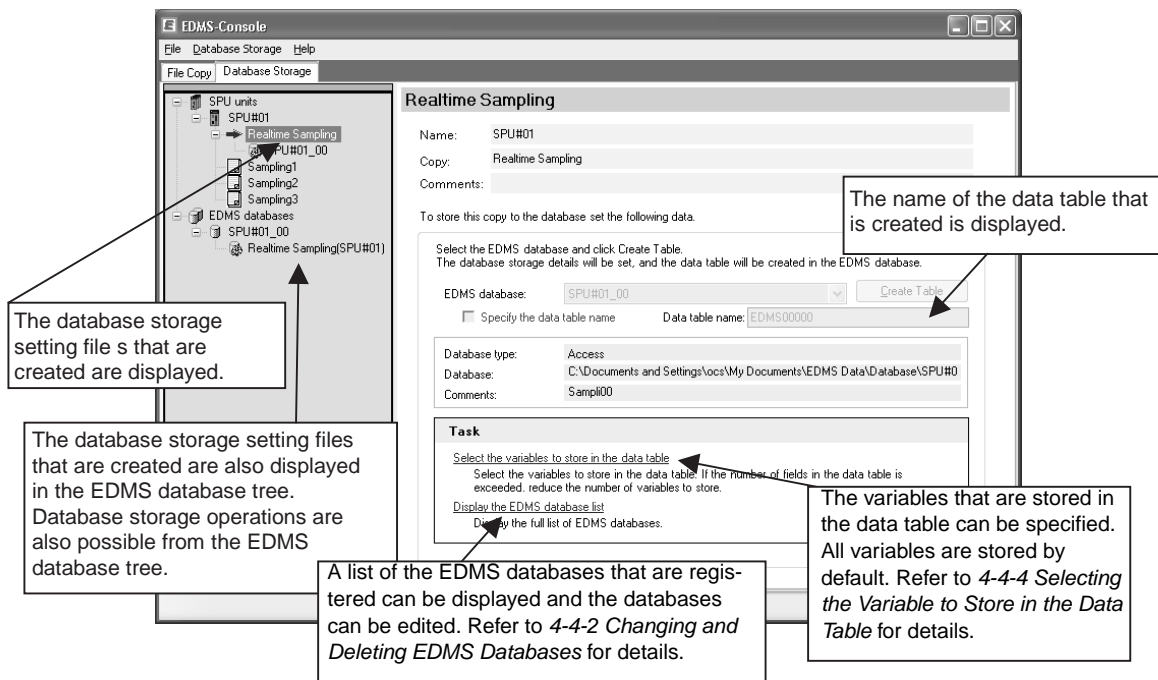 EDMS-Console
File Database Storage Help
File Copy Database Storage
SPU units
SPU#01
Realtime Sampling
SPU#01_00
Sampling1
Sampling2
Sampling3
EDMS databases
SPU#01_00
Realtime Sampling(SPU#01)
Realtime Sampling
Name: SPU#01
Copy: Realtime Sampling
Comments:
To store this copy to the database set the following data.
Select the EDMS database and click Create Table.
The database storage details will be set, and the data table will be created in the EDMS database.
EDMS database: SPU#01_00 Create Table
Specify the data table name Data table name: EDMS00000
Database type: Access
Database: C:\Documents and Settings\ocs\My Documents\EDMS Data\Database\SPU#0
Comments: Sampli00
Task
Select the variables to store in the data table
Select the variables to store in the data table. If the number of fields in the data table is
exceeded. reduce the number of variables to store.
Display the EDMS database list
Display the full list of EDMS databases.
The name of the data table that
is created is displayed.
The database storage
setting file s that are
created are displayed.
The database storage setting files
that are created are also displayed
in the EDMS database tree.
Database storage operations are
also possible from the EDMS
database tree.
A list of the EDMS databases that are regis-
tered can be displayed and the databases
can be edited. Refer to 4-4-2 Changing and
Deleting EDMS Databases for details.
The variables that are stored in
the data table can be specified.
All variables are stored by
default. Refer to 4-4-4 Selecting
the Variable to Store in the Data
Table for details.